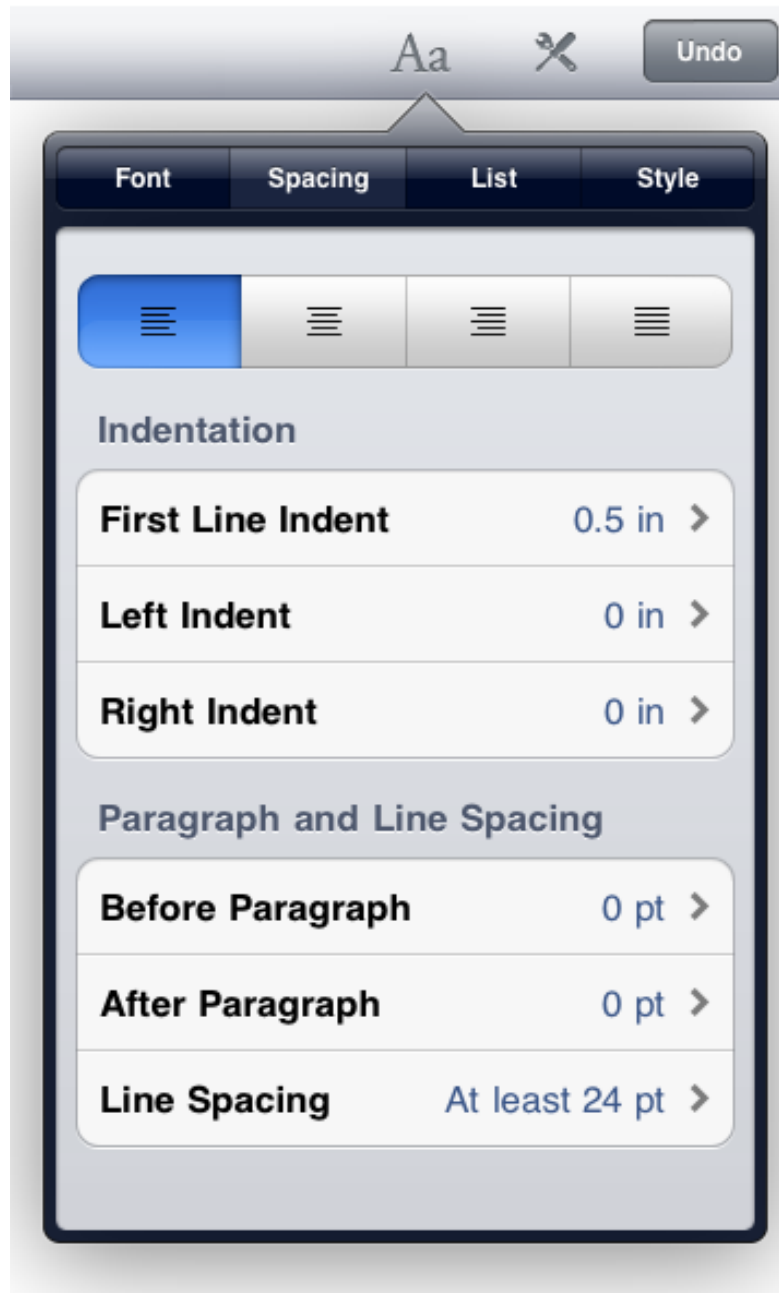 Aa Undo
Font Spacing List Style
Indentation
First Line Indent 0.5 in
Left Indent 0 in
Right Indent 0 in
Paragraph and Line Spacing
Before Paragraph 0 pt
After Paragraph 0 pt
Line Spacing At least 24 pt